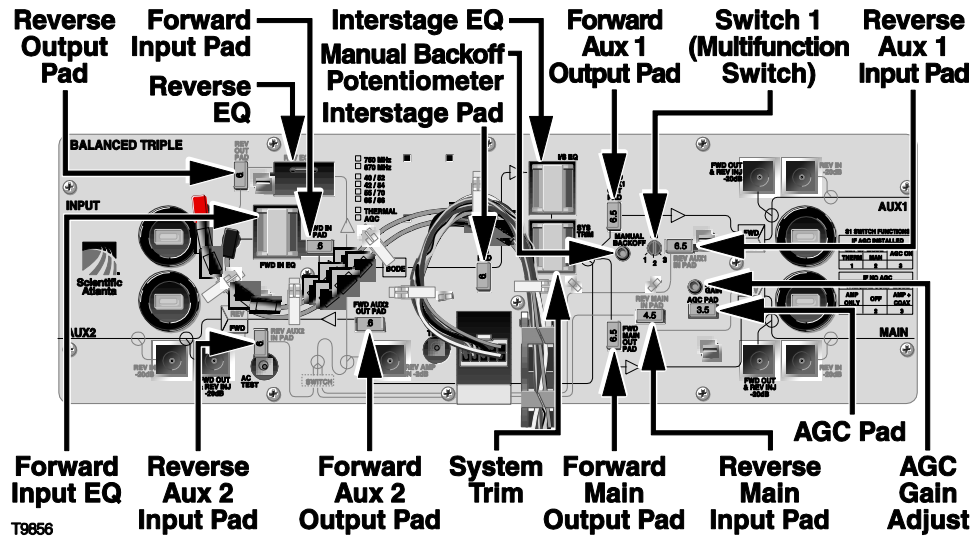 Reverse
Output
Pad
Forward
Input Pad
Reverse
EQ
Interstage EQ
Manual Backoff
Potentiometer
Interstage Pad
Forward
Aux 1
Output Pad
Switch 1
(Multifunction
Switch)
Reverse
Aux 1
Input Pad
BALANCED TRIPLE
REV
OUT
PAD
REV EQ
750 MHz
870 MHz
40 / 52
42 / 54
55 / 70
65 / 86
THERMAL
AGC
I/S EQ
FWD OUT
& REV INJ
-20dB
REV IN
-20dB
INPUT
AUX1
6.5
SYS
TRIM
MANUAL
BACKOFF
1 2 3
6.5
REV AUX1
IN PAD
FWD
S1 SWITCH FUNCTIONS
IF AGC INSTALLED
THERM
MAN
AGC ON
1
2
3
IF NO AGC
AMP
ONLY
OFF
AMP +
COAX
2
3
FWD IN EQ
BODE
Scientific
Atlanta
GAIN
AGC PAD
3.5
REV MAIN
IN PAD
4.5
6.5
FWD
MAIN
OUT
PAD
FWD AUX2
OUT PAD
REV
FWD
REV AUX2
IN PAD
AUX2
MAIN
FWD OUT
& REV INJ
-20dB
AC
TEST
SWITCH
FWD OUT
& REV INJ
-20dB
REV IN
-20dB
AGC Pad
Forward
Input EQ
Reverse
Aux 2
Input Pad
Forward
Aux 2
Output Pad
System
Trim
Forward
Main
Output Pad
Reverse
Main
Input Pad
AGC
Gain
Adjust
T9856